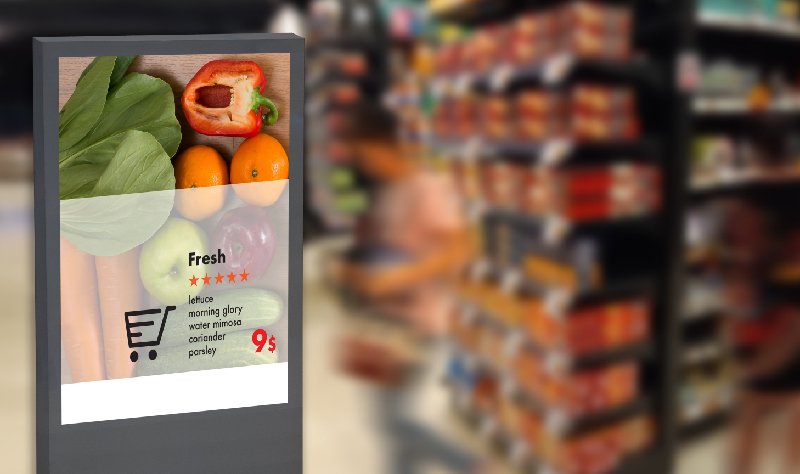 Fresh
lettuce
morning glory
water mimosa
coriander
parsley
9$